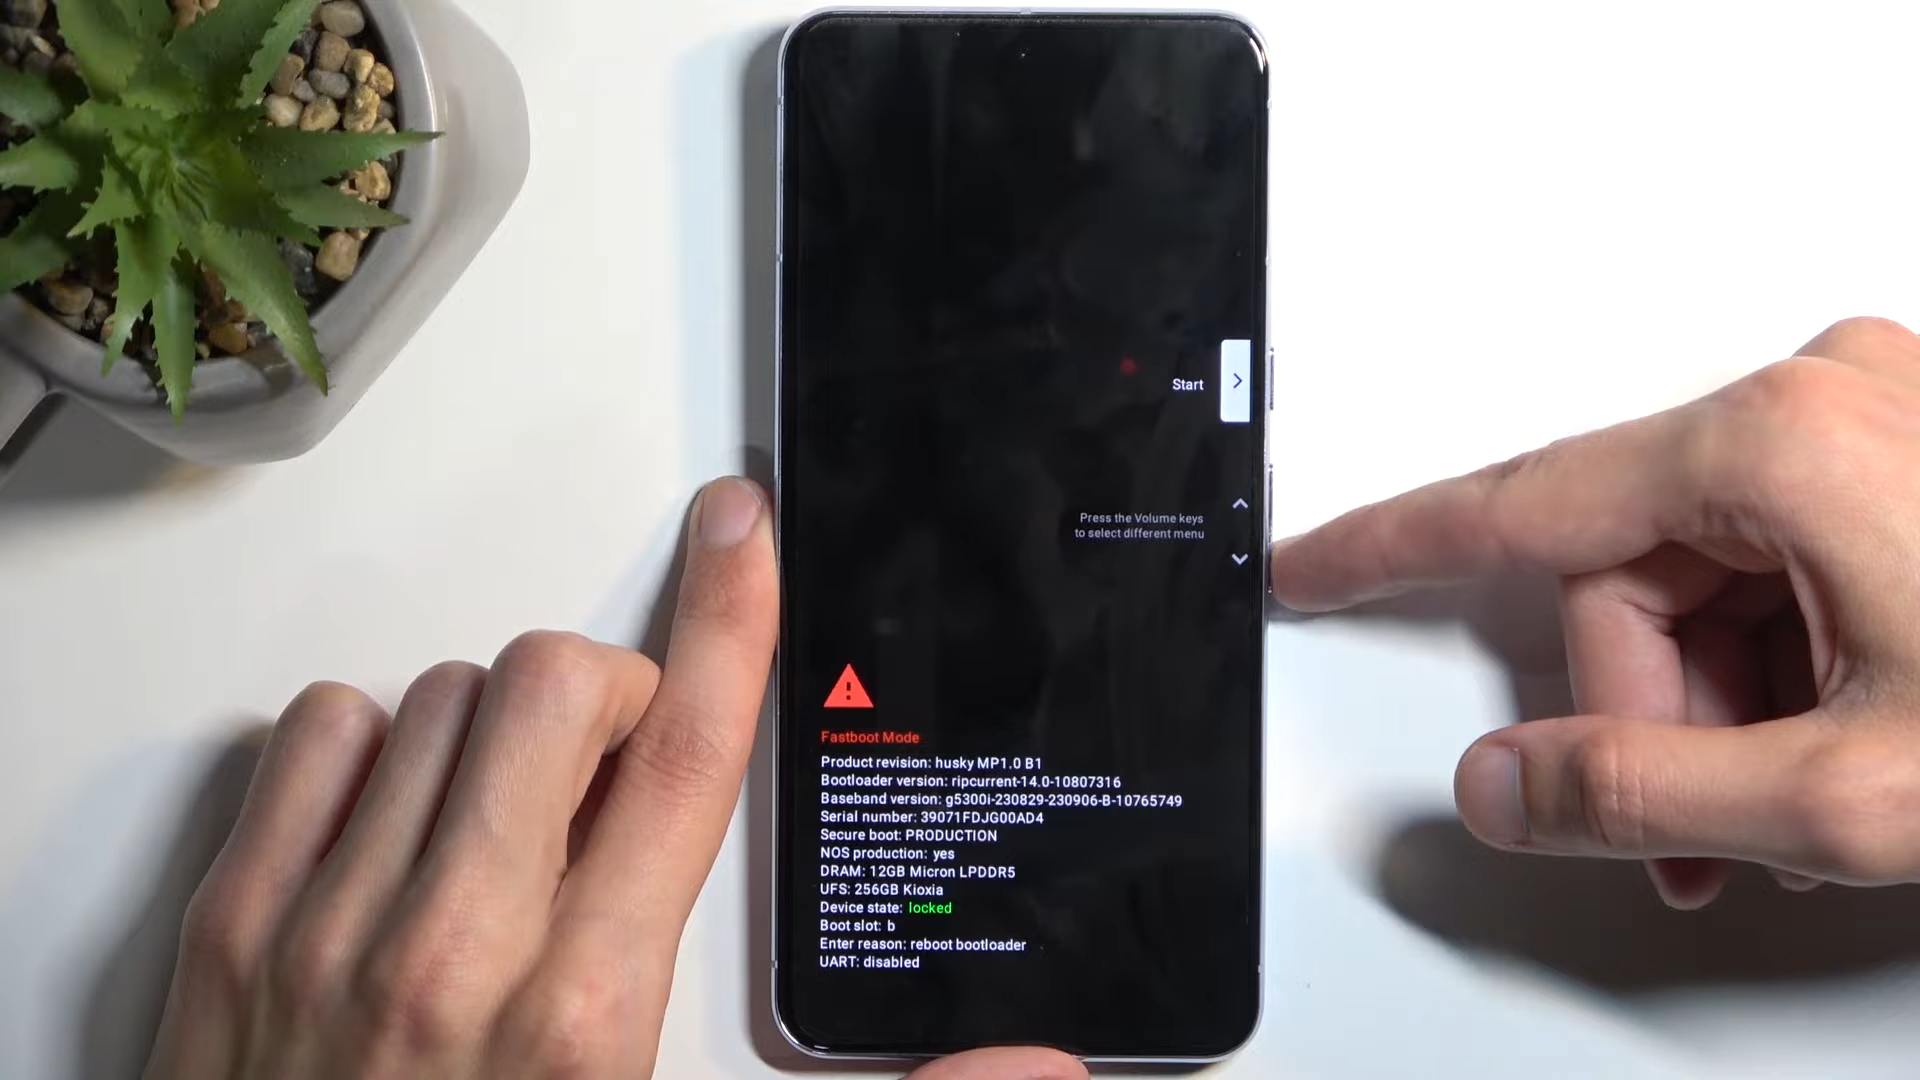 Start
Press the Volume keys
to select different menu
Fastboot Mode
Product revision: husky MP1.0 B1
Bootloader version: ripcurrent-14.0-10807316
Baseband version: g5300i-230829-230906-B-10765749
Serial number: 39071FDJG00AD4
Secure boot: PRODUCTION
NOS production: yes
DRAM: 12GB Micron LPDDR5
UFS: 256GB Kioxia
Device state: locked
Boot slot: b
Enter reason: reboot bootloader
UART: disabled